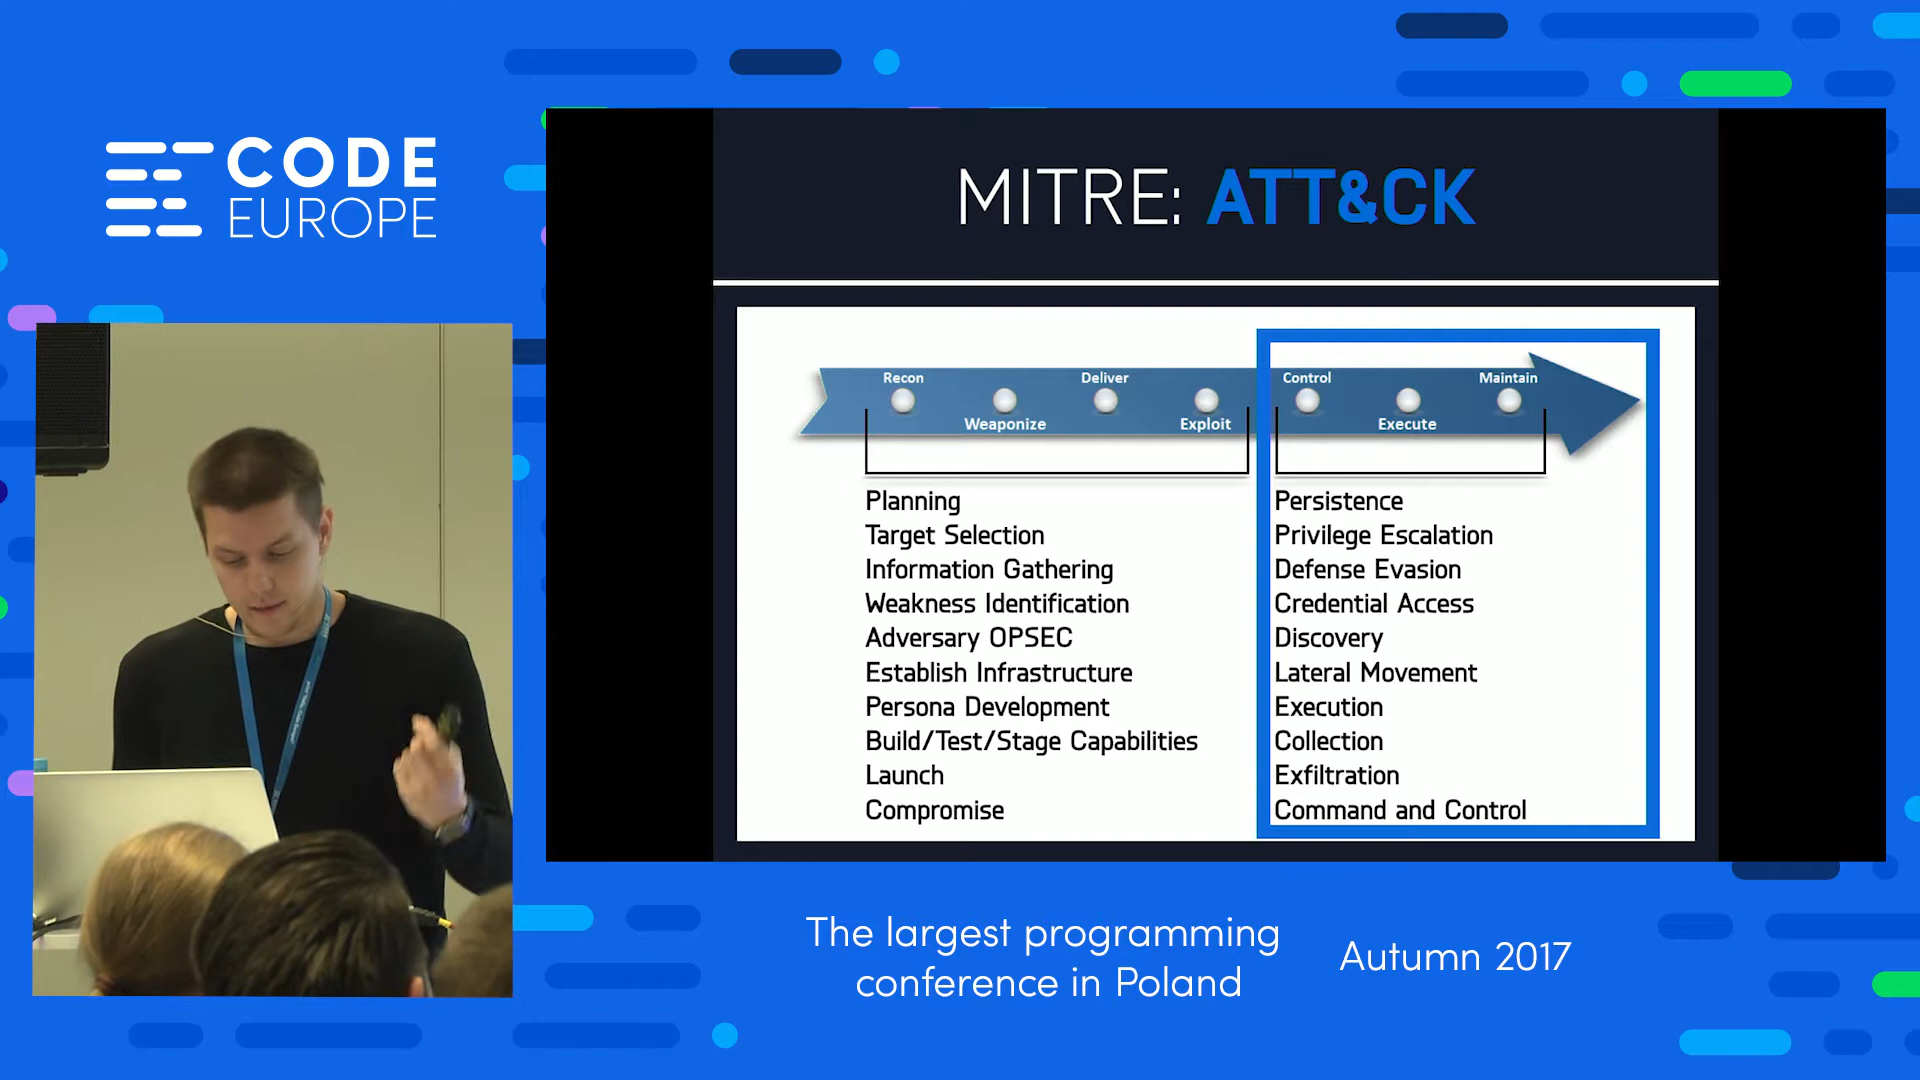 CODE
EUROPE
MITRE: ATT&CK
Recon
Deliver
Control
Maintain
Weaponize
Exploit
Execute
Planning
Target Selection
Information Gathering
Weakness Identification
Adversary OPSEC
Establish Infrastructure
Persona Development
Build/Test/Stage Capabilities
Launch
Compromise
Persistence
Privilege Escalation
Defense Evasion
Credential Access
Discovery
Lateral Movement
Execution
Collection
Exfiltration
Command and Control
The largest programming
conference in Poland
Autumn 2017